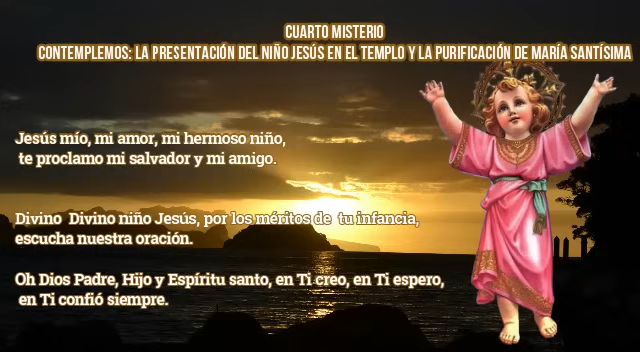 CUARTO MISTERIO
CONTEMPLEMOS: LA PRESENTACIÓN DEL NIÑO JESÚS EN EL TEMPLO Y LA PURIFICACIÓN DE MARÍA SANTÍSIMA
Jesús mío, mi amor, mi hermoso niño,
te proclamo mi salvador y mi amigo.
Divino Divino niño Jesús, por los méritos de tu infancia,
escucha nuestra oración.
Oh Dios Padre, Hijo y Espíritu santo, en Ti creo, en Ti espero,
en Ti confió siempre.